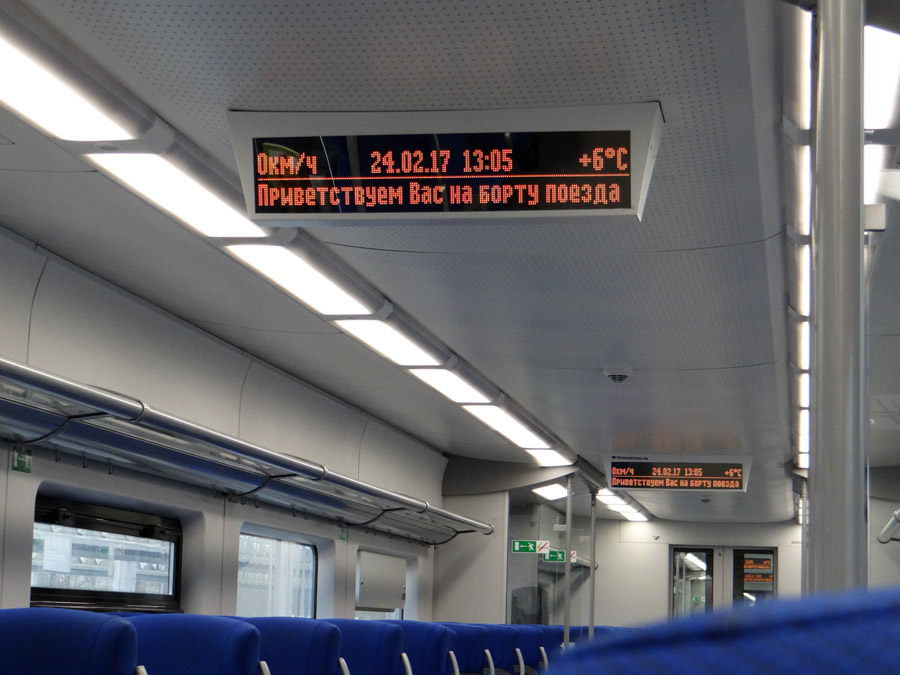 0км/ч 24.02.17 13:05 +6°C
Приветствуем Вас на борту поезда
0км/ч 24.02.17 13:05 +6°C
Приветствуем Вас на борту поезда